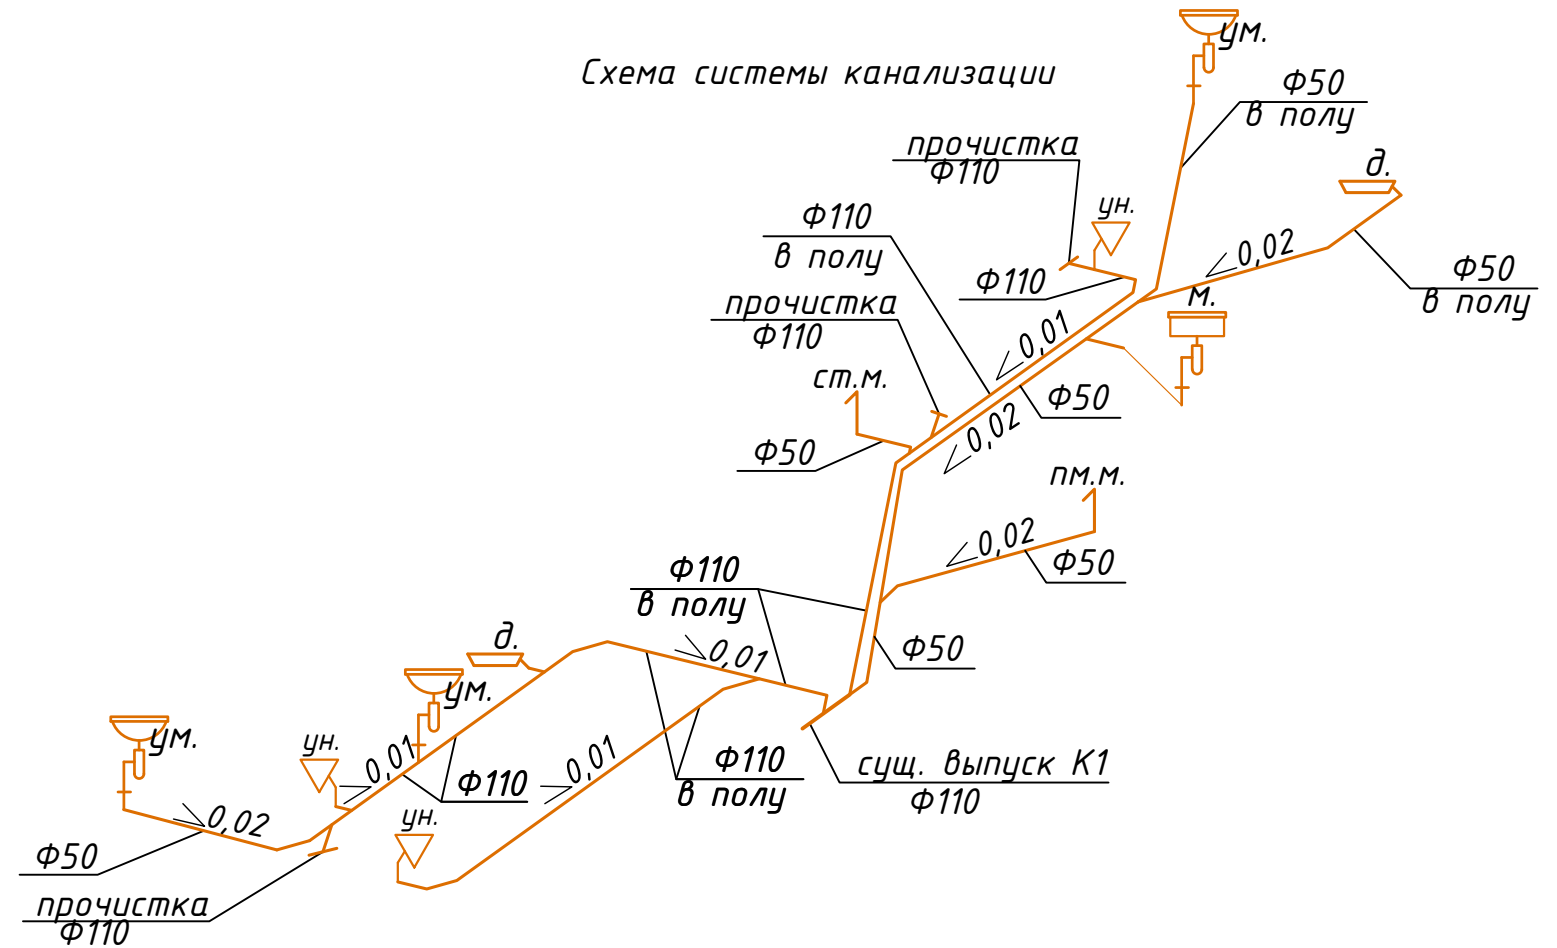 Схема системы канализации
ум.
Ф50
в полу
прочистка
Ф110
д.
ун.
Ф110
в полу
0,02
Ф50
в полу
Ф110
м.
прочистка
Ф110
0,01
ст.м.
Ф50
0,02
Ф50
пм.м.
0,02
Ф50
Ф110
в полу
Ф50
д.
0,01
ум.
ум.
ун.
0,01
Ф110
0,01
Ф110
в полу
сущ. выпуск К1
Ф110
ун.
0,02
Ф50
прочистка
Ф110